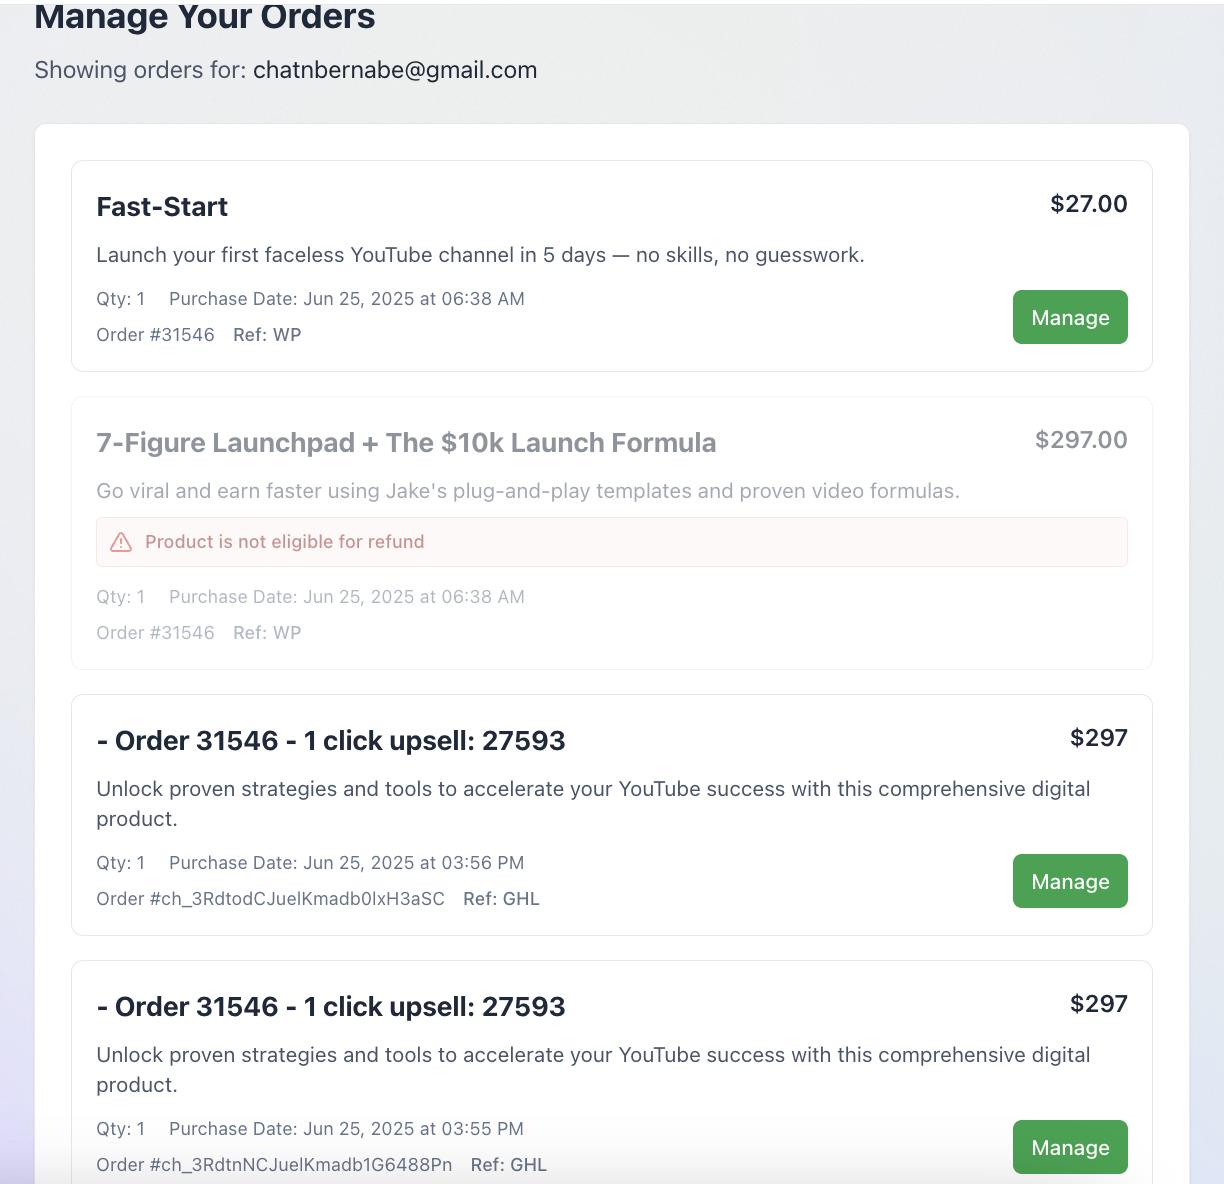 Manage Your Orders
Showing orders for: chatnbernabe@gmail.com
Fast-Start
$27.00
Launch your first faceless YouTube channel in 5 days — no skills, no guesswork.
Qty: 1 Purchase Date: Jun 25, 2025 at 06:38 AM
Order #31546 Ref: WP
Manage
7-Figure Launchpad + The $10k Launch Formula
$297.00
Go viral and earn faster using Jake's plug-and-play templates and proven video formulas.
Product is not eligible for refund
Qty: 1 Purchase Date: Jun 25, 2025 at 06:38 AM
Order #31546 Ref: WP
- Order 31546 - 1 click upsell: 27593
$297
Unlock proven strategies and tools to accelerate your YouTube success with this comprehensive digital
product.
Qty: 1 Purchase Date: Jun 25, 2025 at 03:56 PM
Order #ch_3RdtodCJuelKmadb0lxH3aSC Ref: GHL
Manage
- Order 31546 - 1 click upsell: 27593
$297
Unlock proven strategies and tools to accelerate your YouTube success with this comprehensive digital
product.
Qty: 1 Purchase Date: Jun 25, 2025 at 03:55 PM
Order #ch_3RdtnNCJuelKmadb1G6488Pn Ref: GHL
Manage